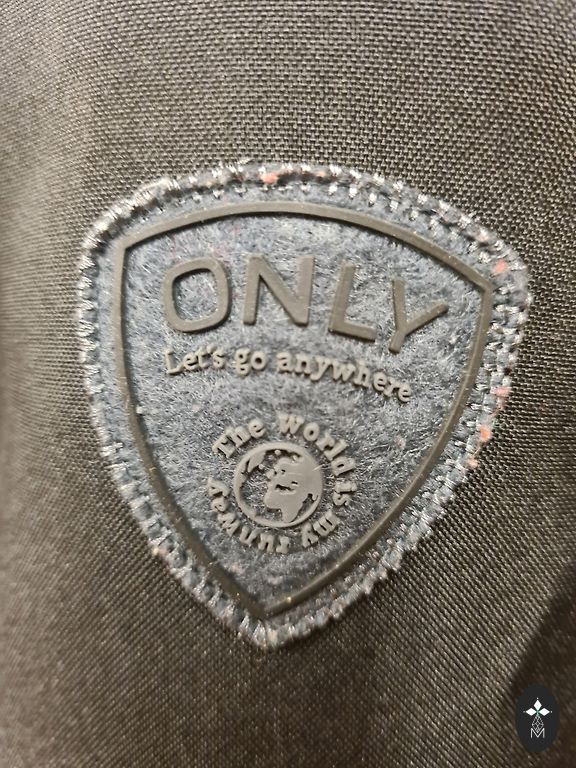 ONLY
Let's go anywhere
The world is my runway
M